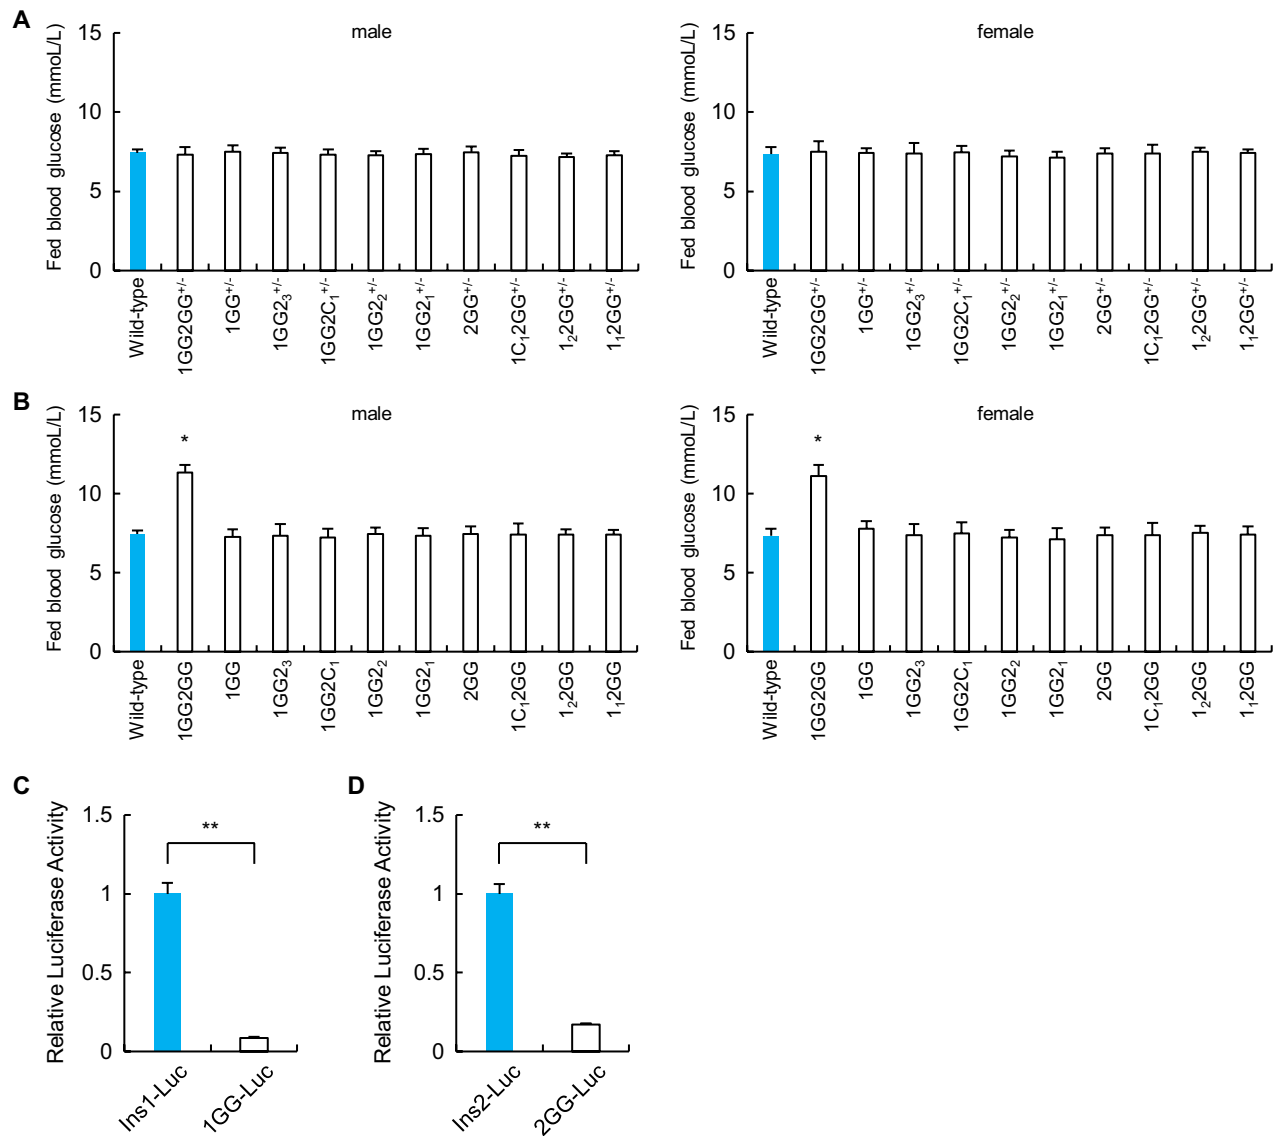 A
male
Fed blood glucose (mmoL/L)
15
10
5
0
Wild-type
1GG2GG+/-
1GG+/-
1GG23+/-
1GG2C1+/-
1GG22+/-
1GG21+/-
2GG+/-
1C12GG+/-
122GG+/-
112GG+/-
female
Fed blood glucose (mmoL/L)
15
10
5
0
Wild-type
1GG2GG+/-
1GG+/-
1GG23+/-
1GG2C1+/-
1GG22+/-
1GG21+/-
2GG+/-
1C12GG+/-
122GG+/-
112GG+/-
B
male
Fed blood glucose (mmoL/L)
15
10
5
0
*
Wild-type
1GG2GG
1GG
1GG23
1GG2C1
1GG22
1GG21
2GG
1C12GG
122GG
112GG
female
Fed blood glucose (mmoL/L)
15
10
5
0
*
Wild-type
1GG2GG
1GG
1GG23
1GG2C1
1GG22
1GG21
2GG
1C12GG
122GG
112GG
C
Relative Luciferase Activity
1.5
1
0.5
0
**
Ins1-Luc
1GG-Luc
D
Relative Luciferase Activity
1.5
1
0.5
0
**
Ins2-Luc
2GG-Luc